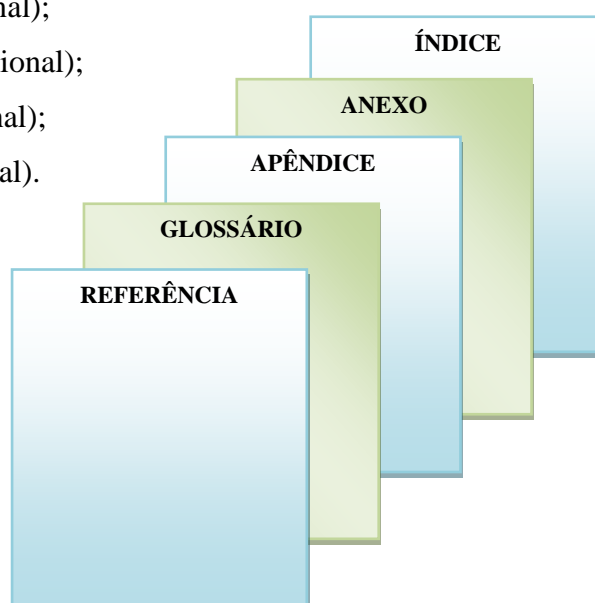 nal);
ional);
nal);
al).
ÍNDICE
ANEXO
APÊNDICE
GLOSSÁRIO
REFERÊNCIA